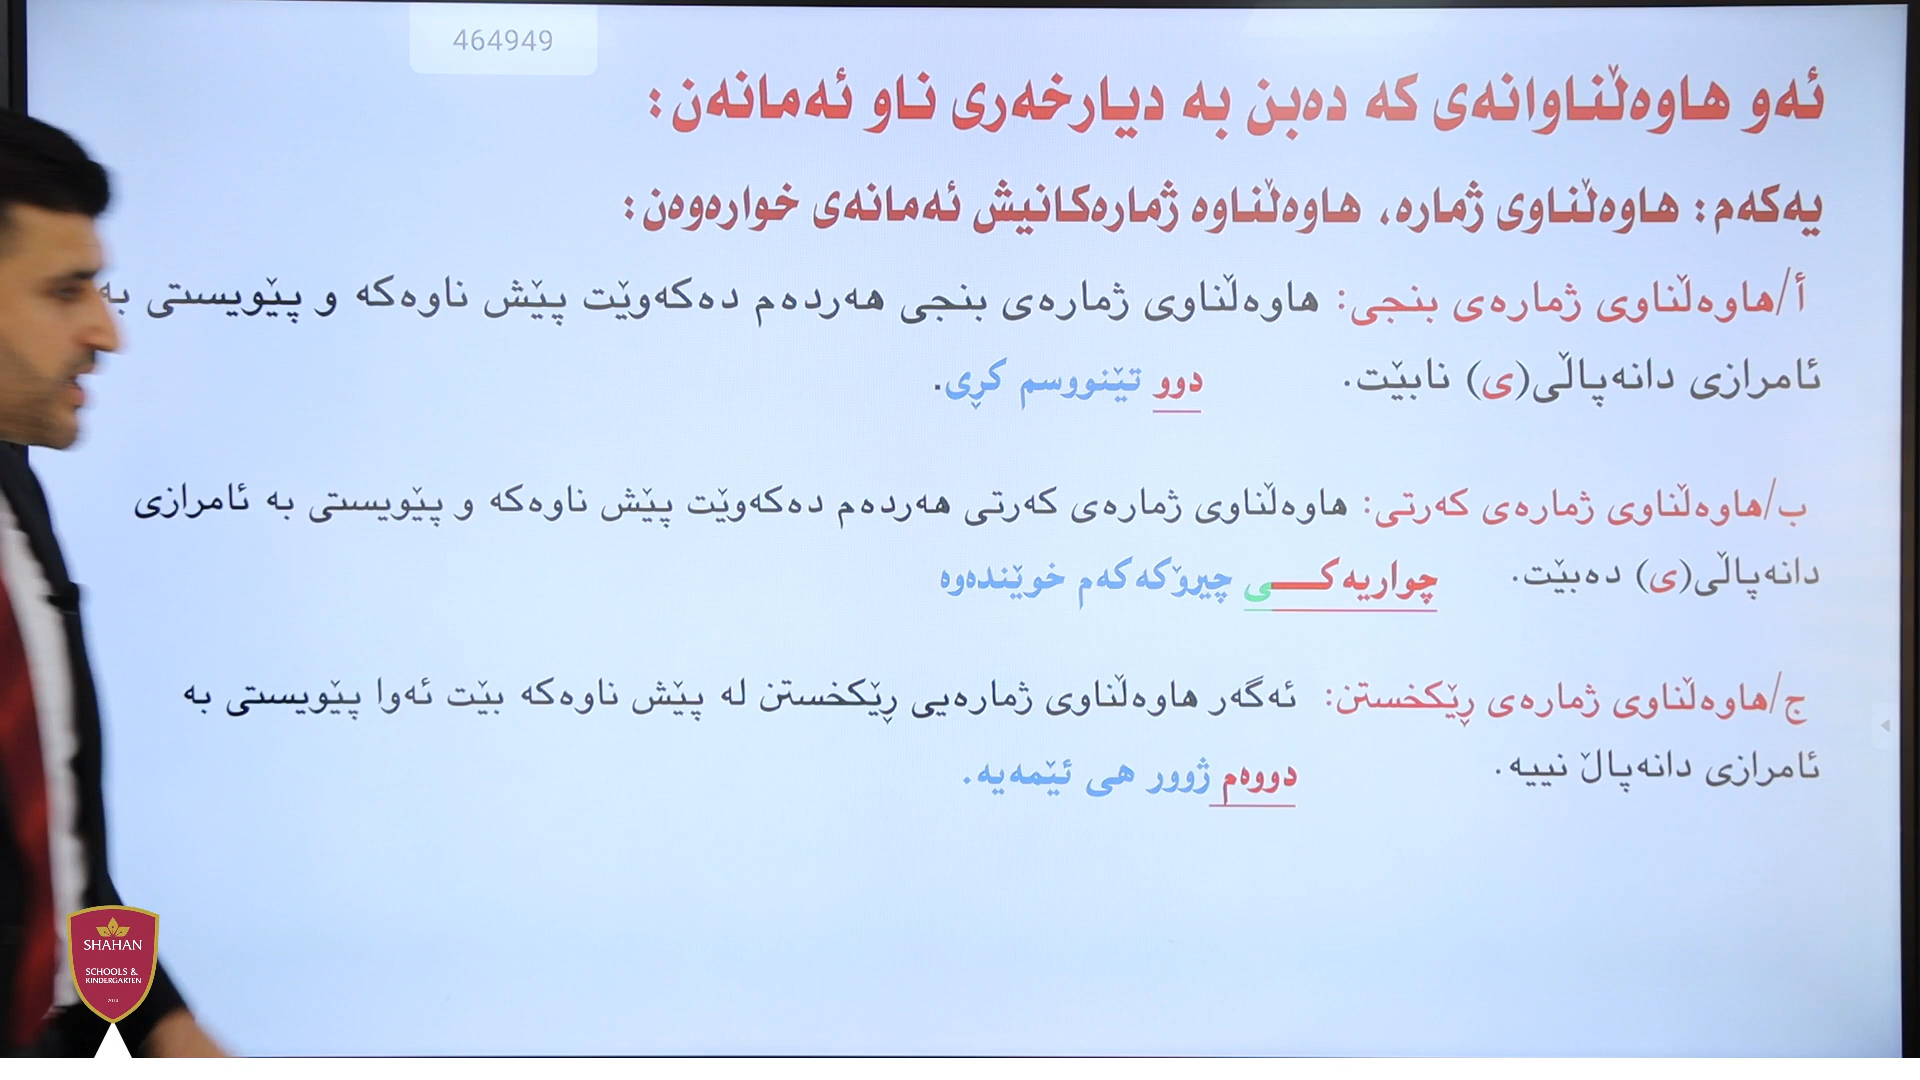 464949
ئەو هاوەڵناوانەی کە دەبن بە دیارخەری ناو ئەمانەن:
یەکەم: هاوەڵناوی ژمارە، هاوەڵناوە ژمارەکانیش ئەمانەی خوارەوەن:
أ/هاوەڵناوی ژمارەی بنجی: هاوەڵناوی ژمارەی بنجی هەردەم دەکەوێت پێش ناوەکە و پێویستی بە
ئامرازی دانەپاڵی(ی) نابێت. دوو تێنووسم کڕی.
ب/هاوەڵناوی ژمارەی کەرتی: هاوەڵناوی ژمارەی کەرتی هەردەم دەکەوێت پێش ناوەکە و پێویستی بە ئامرازی
دانەپاڵی(ی) دەبێت. چواریەکـــی چیرۆکەکەم خوێندەوە
ج/هاوەڵناوی ژمارەی ڕێکخستن: ئەگەر هاوەڵناوی ژمارەیی ڕێکخستن لە پێش ناوەکە بێت ئەوا پێویستی بە
ئامرازی دانەپاڵ نییە. دووەم ژوور هی ئێمەیە.
SHAHAN
SCHOOLS &
KINDERGARTEN